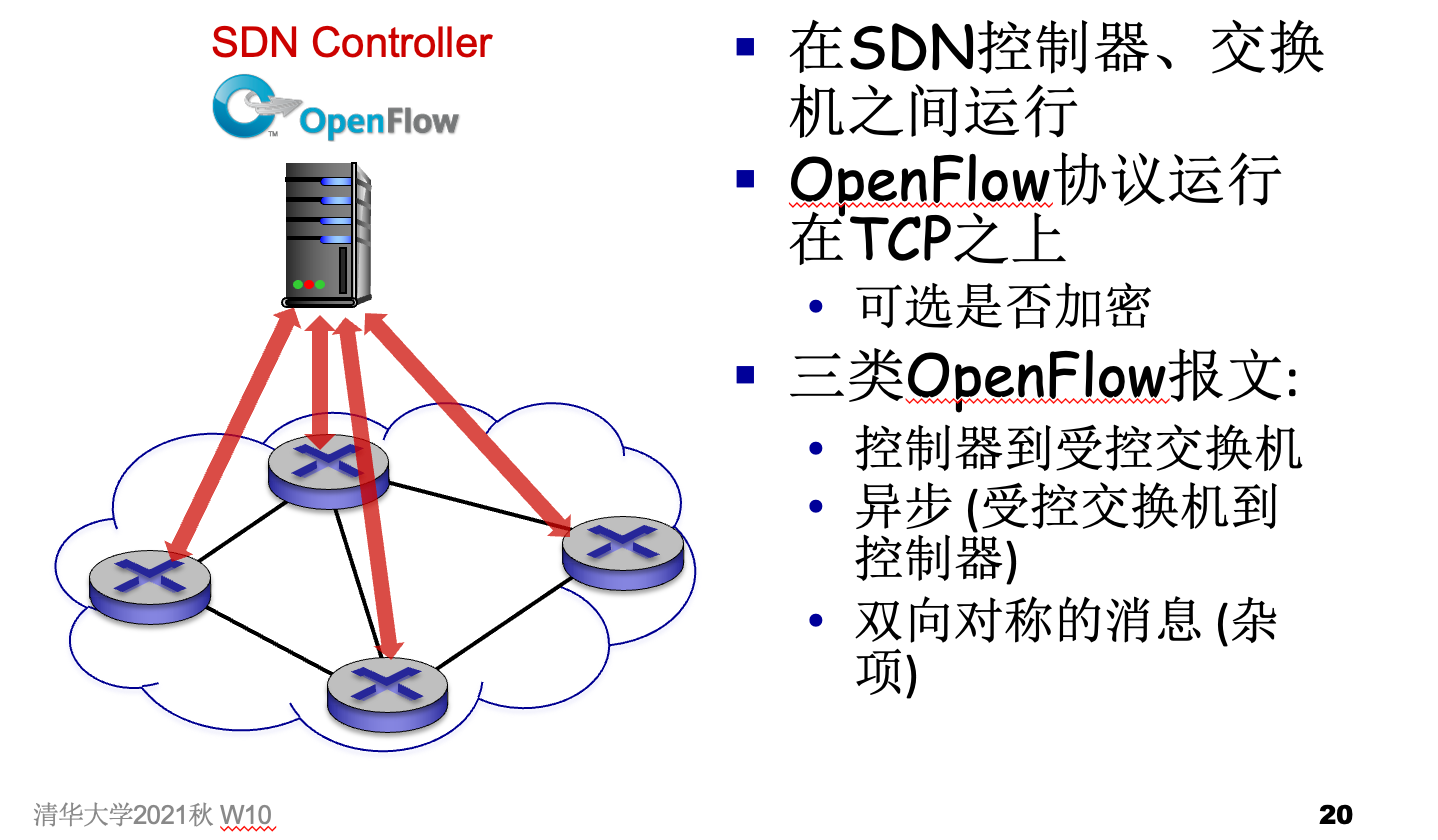 SDN Controller
OpenFlow
TM
在SDN控制器、交换
机之间运行
OpenFlow协议运行
在TCP之上
可选是否加密
三类OpenFlow报文:
控制器到受控交换机
异步 (受控交换机到
控制器)
双向对称的消息 (杂
项)
清华大学2021秋 W10
20